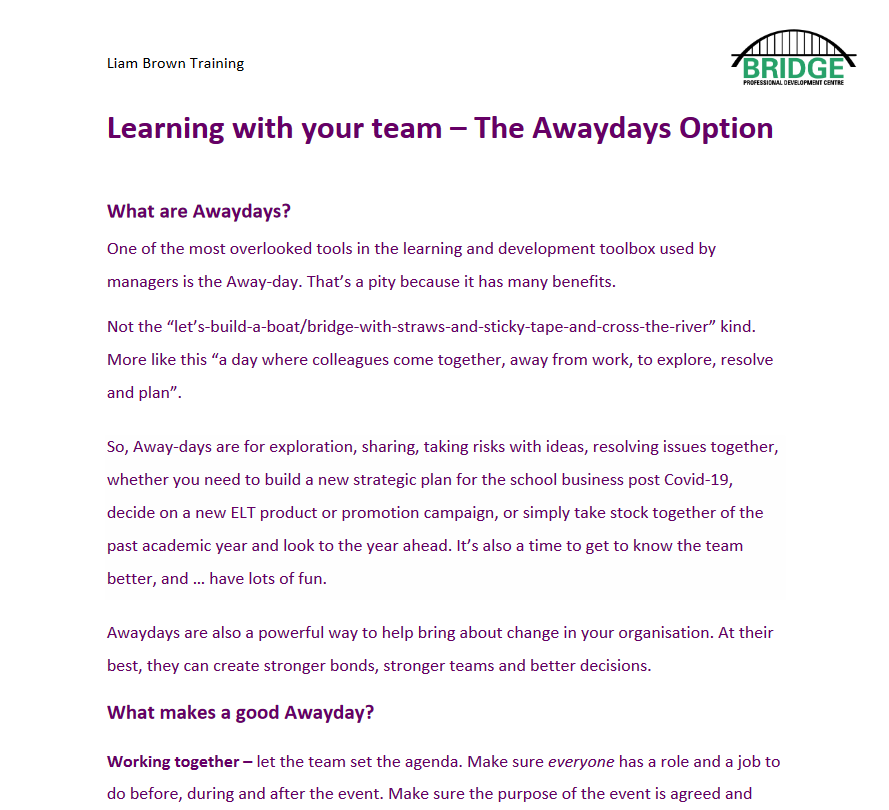 Liam Brown Training
BRIDGE
PROFESSIONAL DEVELOPMENT CENTRE
Learning with your team – The Awaydays Option
What are Awaydays?
One of the most overlooked tools in the learning and development toolbox used by
managers is the Away-day. That’s a pity because it has many benefits.
Not the “let’s-build-a-boat/bridge-with-straws-and-sticky-tape-and-cross-the-river” kind.
More like this “a day where colleagues come together, away from work, to explore, resolve
and plan”.
So, Away-days are for exploration, sharing, taking risks with ideas, resolving issues together,
whether you need to build a new strategic plan for the school business post Covid-19,
decide on a new ELT product or promotion campaign, or simply take stock together of the
past academic year and look to the year ahead. It’s also a time to get to know the team
better, and … have lots of fun.
Awaydays are also a powerful way to help bring about change in your organisation. At their
best, they can create stronger bonds, stronger teams and better decisions.
What makes a good Awayday?
Working together – let the team set the agenda. Make sure everyone has a role and a job to
do before, during and after the event. Make sure the purpose of the event is agreed and